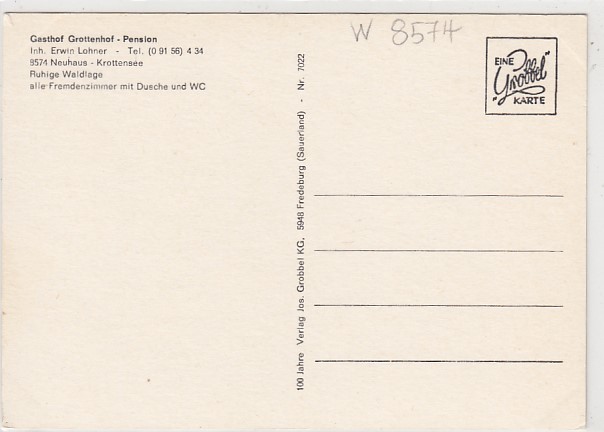 Gasthof Grottenhof - Pension
Inh. Erwin Lohner - Tel. (0 91 56) 4 34
8574 Neuhaus - Krottensee
Ruhige Waldlage
alle Fremdenzimmer mit Dusche und WC
W 8574
EINE
"Grobbel"
KARTE
100 Jahre Verlag Jos. Grobbel KG, 5948 Fredeburg (Sauerland) - Nr. 7022